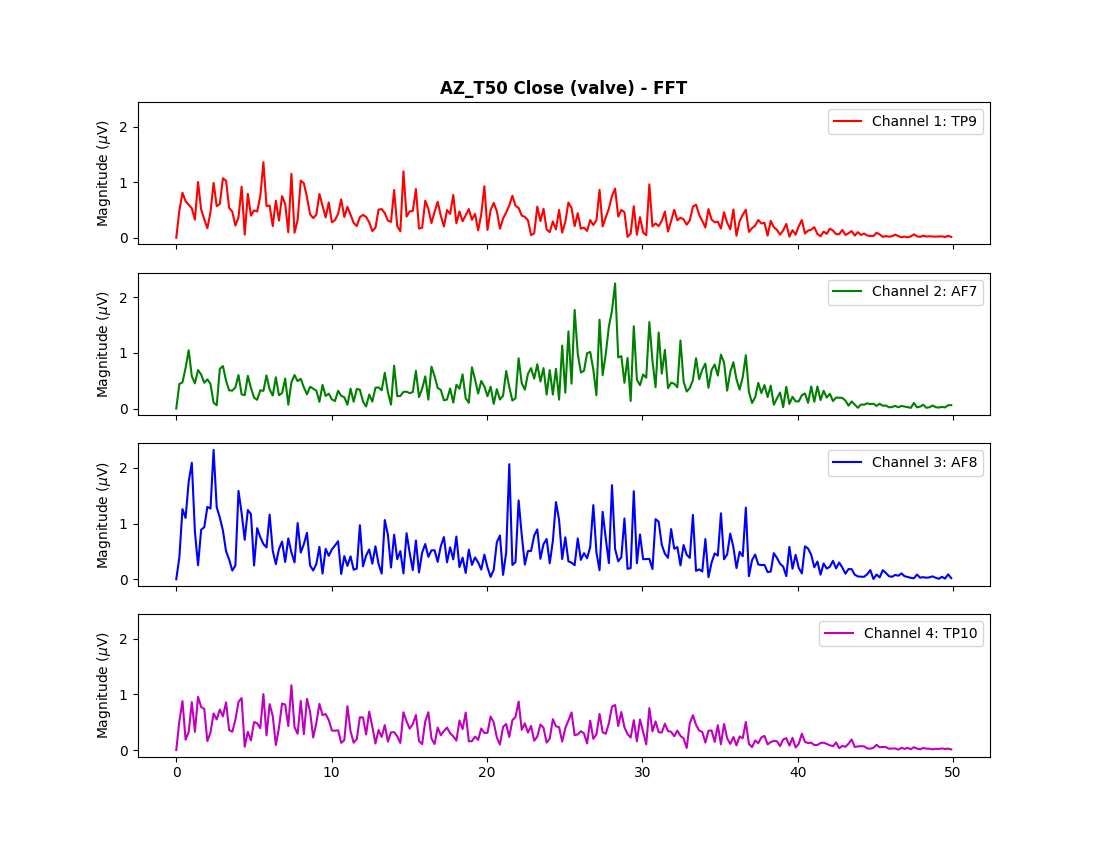 AZ_T50 Close (valve) - FFT
Magnitude (μV)
2
1
0
Channel 1: TP9
Magnitude (μV)
2
1
0
Channel 2: AF7
Magnitude (μV)
2
1
0
Channel 3: AF8
Magnitude (μV)
2
1
0
Channel 4: TP10
0 10 20 30 40 50